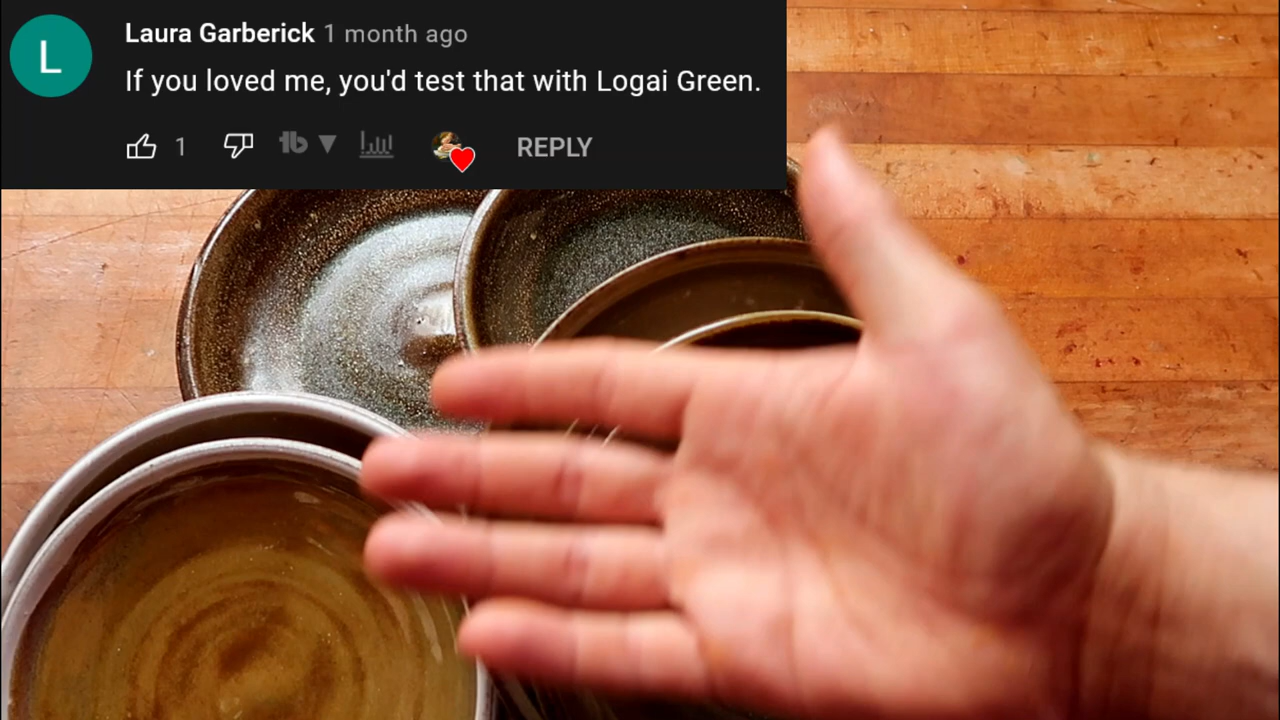 Laura Garberick 1 month ago
If you loved me, you'd test that with Logai Green.
1 REPLY